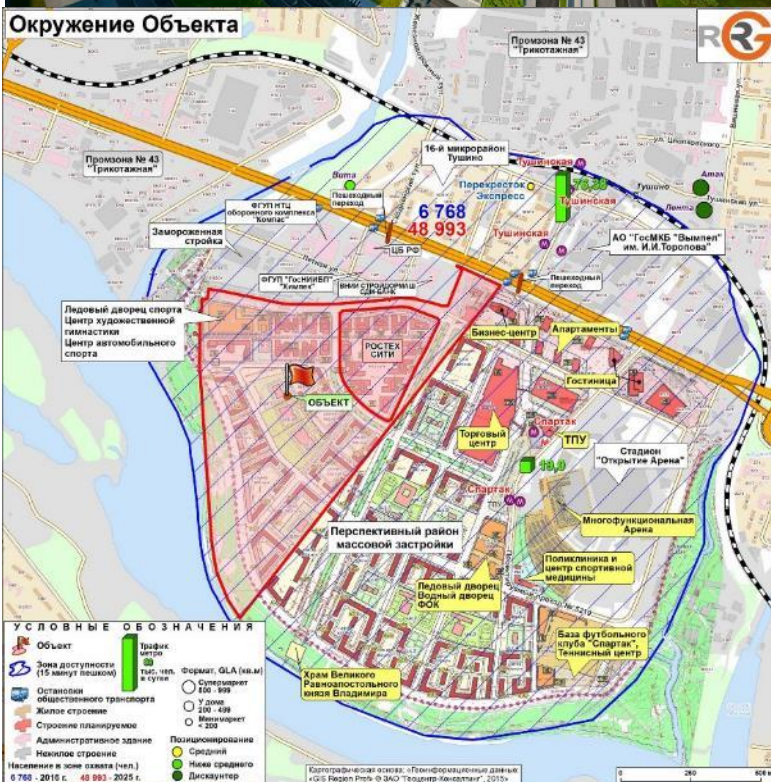 Окружение Объекта
RRG
Промзона № 43
"Трикотажная"
Промзона № 43
"Трикотажная"
16-й микрорайон
Тушино
Вита
Пешеходный
переход
Перекресток
Экспресс
Тушинская
Тушинская
Тушинская
Тушино
Атак
Лента
6 768
48 993
ФГУП НТЦ
оборонного комплекса
"Компас"
Замороженная
стройка
ЦБ РФ
АО "ГосМКБ "Вымпел"
им. И.И.Торопова"
Пешеходный
переход
Ледовый дворец спорта
Центр художественной
гимнастики
Центр автомобильного
спорта
РОСТЕХ
СИТИ
ОБЪЕКТ
Бизнес-центр
Апартаменты
Гостиница
Торговый
центр
Спартак
ТПУ
19,0
Стадион
"Открытие Арена"
Спартак
ТПУ
Многофункциональная
Арена
Перспективный район
массовой застройки
Поликлиника и
центр спортивной
медицины
Ледовый дворец
Водный дворец
ФОК
База футбольного
клуба "Спартак",
Теннисный центр
Храм Великого
Равноапостольного
князя Владимира
УСЛОВНЫЕ ОБОЗНАЧЕНИЯ
Объект
Зона доступности
(15 минут пешком)
Остановки
общественного транспорта
Жилое строение
Строение планируемое
Административное здание
Нежилое строение
Население в зоне охвата (чел.)
6 768 - 2015 г. 48 993 - 2025 г.
Трафик
метро
тыс. чел.
в сутки
Формат, GLA (кв.м)
Супермаркет
У дома
200 - 499
Минимаркет
< 200
Позиционирование
Средний
Ниже среднего
Дискаунтер